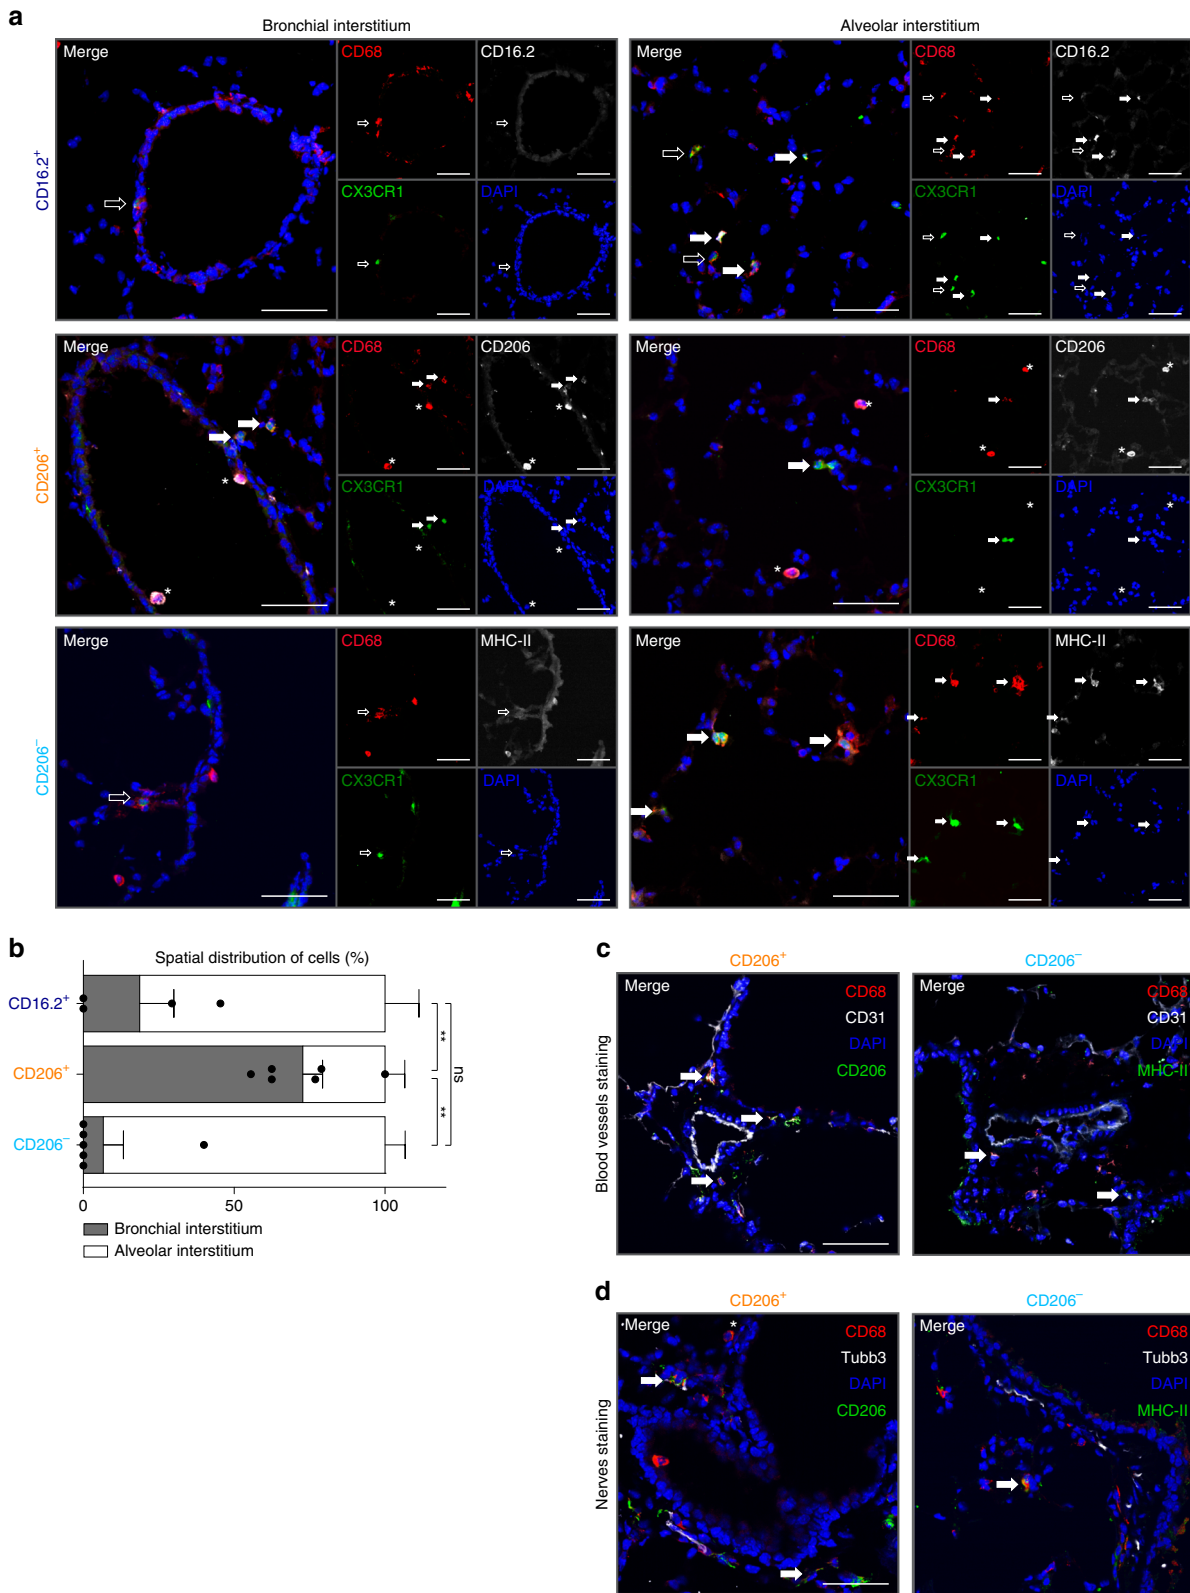 a
Bronchial interstitium
Alveolar interstitium
CD16.2⁺
Merge
CD68
CD16.2
CX3CR1
DAPI
Merge
CD68
CD16.2
CX3CR1
DAPI
CD206⁺
Merge
CD68
CD206
CX3CR1
DAPI
* * * * * * * *
Merge
CD68
CD206
CX3CR1
DAPI
* * * * * * * * * *
CD206⁻
Merge
CD68
MHC-II
CX3CR1
DAPI
Merge
CD68
MHC-II
CX3CR1
DAPI
b
Spatial distribution of cells (%)
CD16.2⁺
CD206⁺
CD206⁻
**
**
ns
0 50 100
Bronchial interstitium
Alveolar interstitium
c
CD206⁺
CD206⁻
Blood vessels staining
Merge
CD68
CD31
DAPI
CD206
Merge
CD68
CD31
DAPI
MHC-II
d
CD206⁺
CD206⁻
Nerves staining
Merge
*
CD68
Tubb3
DAPI
CD206
Merge
CD68
Tubb3
DAPI
MHC-II